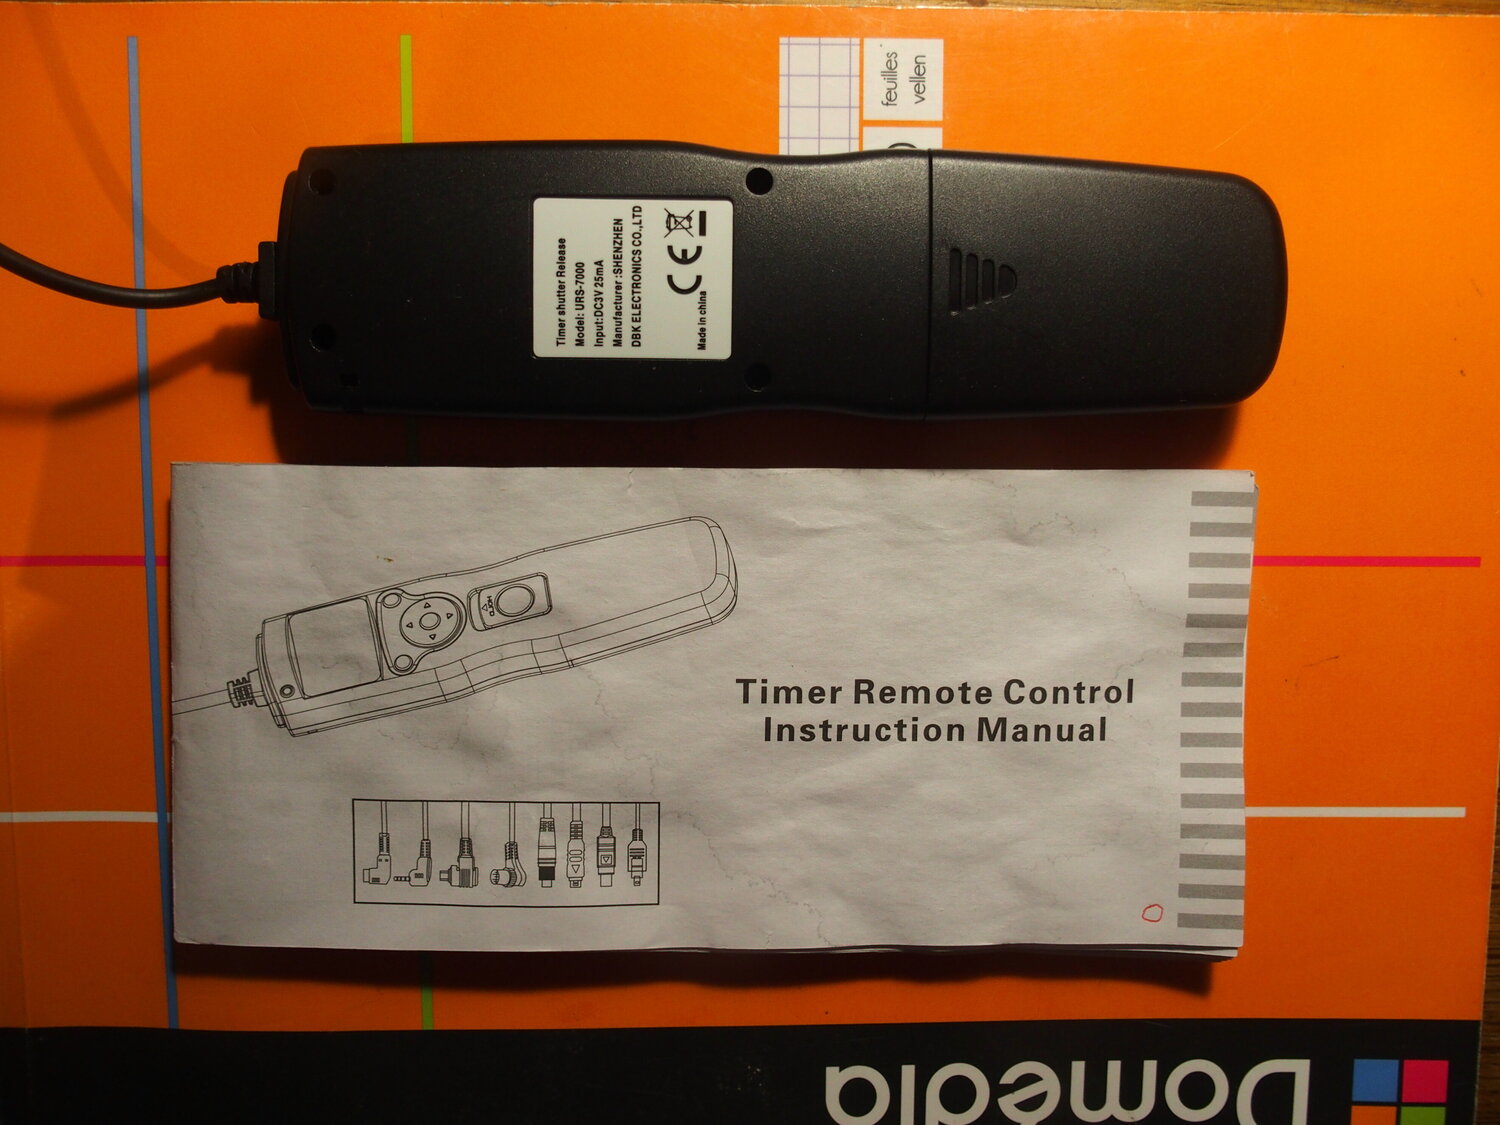 feuilles
vellen
Timer shutter Release
Model: URS-7000
Input:DC3V 25mA
Manufacturer :SHENZHEN
DBK ELECTRONICS CO.,LTD
Made in china
CE
HOLD
Timer Remote Control
Instruction Manual
Domedia